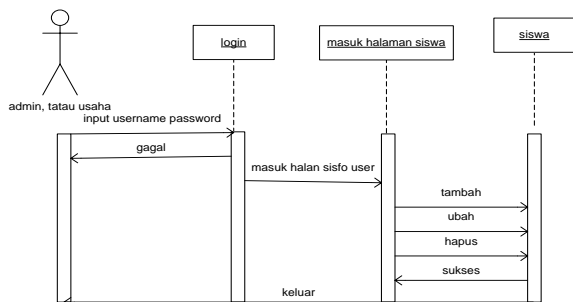 login
masuk halaman siswa
siswa
admin, tatau usaha
input username password
gagal
masuk halan sisfo user
tambah
ubah
hapus
sukses
keluar